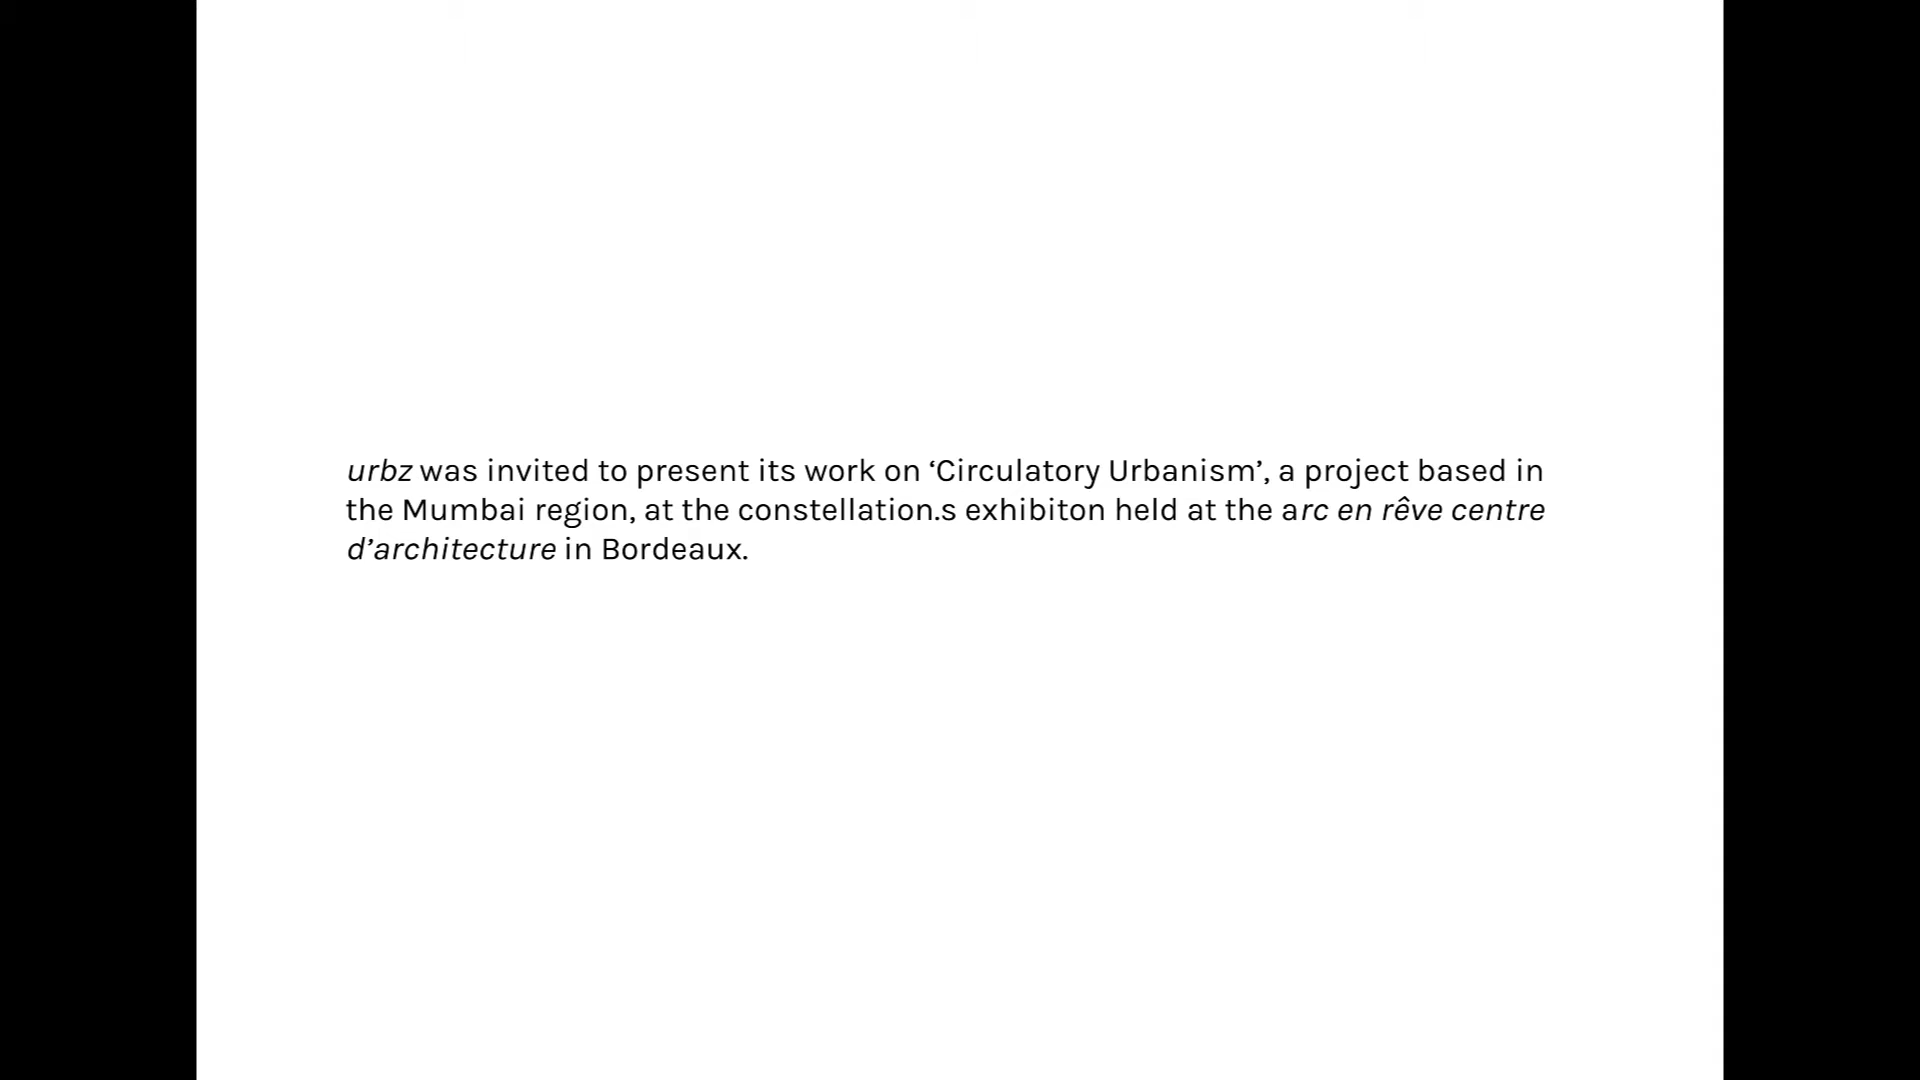 urbz was invited to present its work on ‘Circulatory Urbanism’, a project based in
the Mumbai region, at the constellation.s exhibiton held at the arc en rêve centre
d’architecture in Bordeaux.